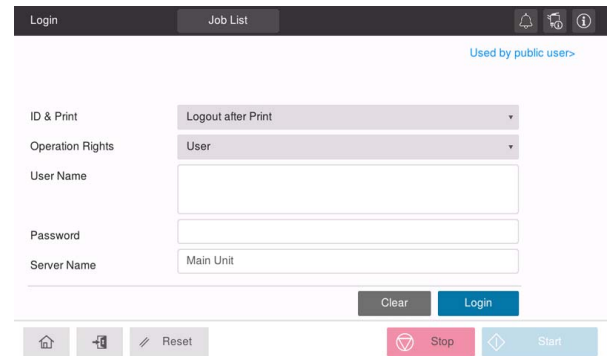 Login Job List
Used by public user>
ID & Print Logout after Print
Operation Rights User
User Name
Password
Server Name Main Unit
Clear Login
Reset Stop Start